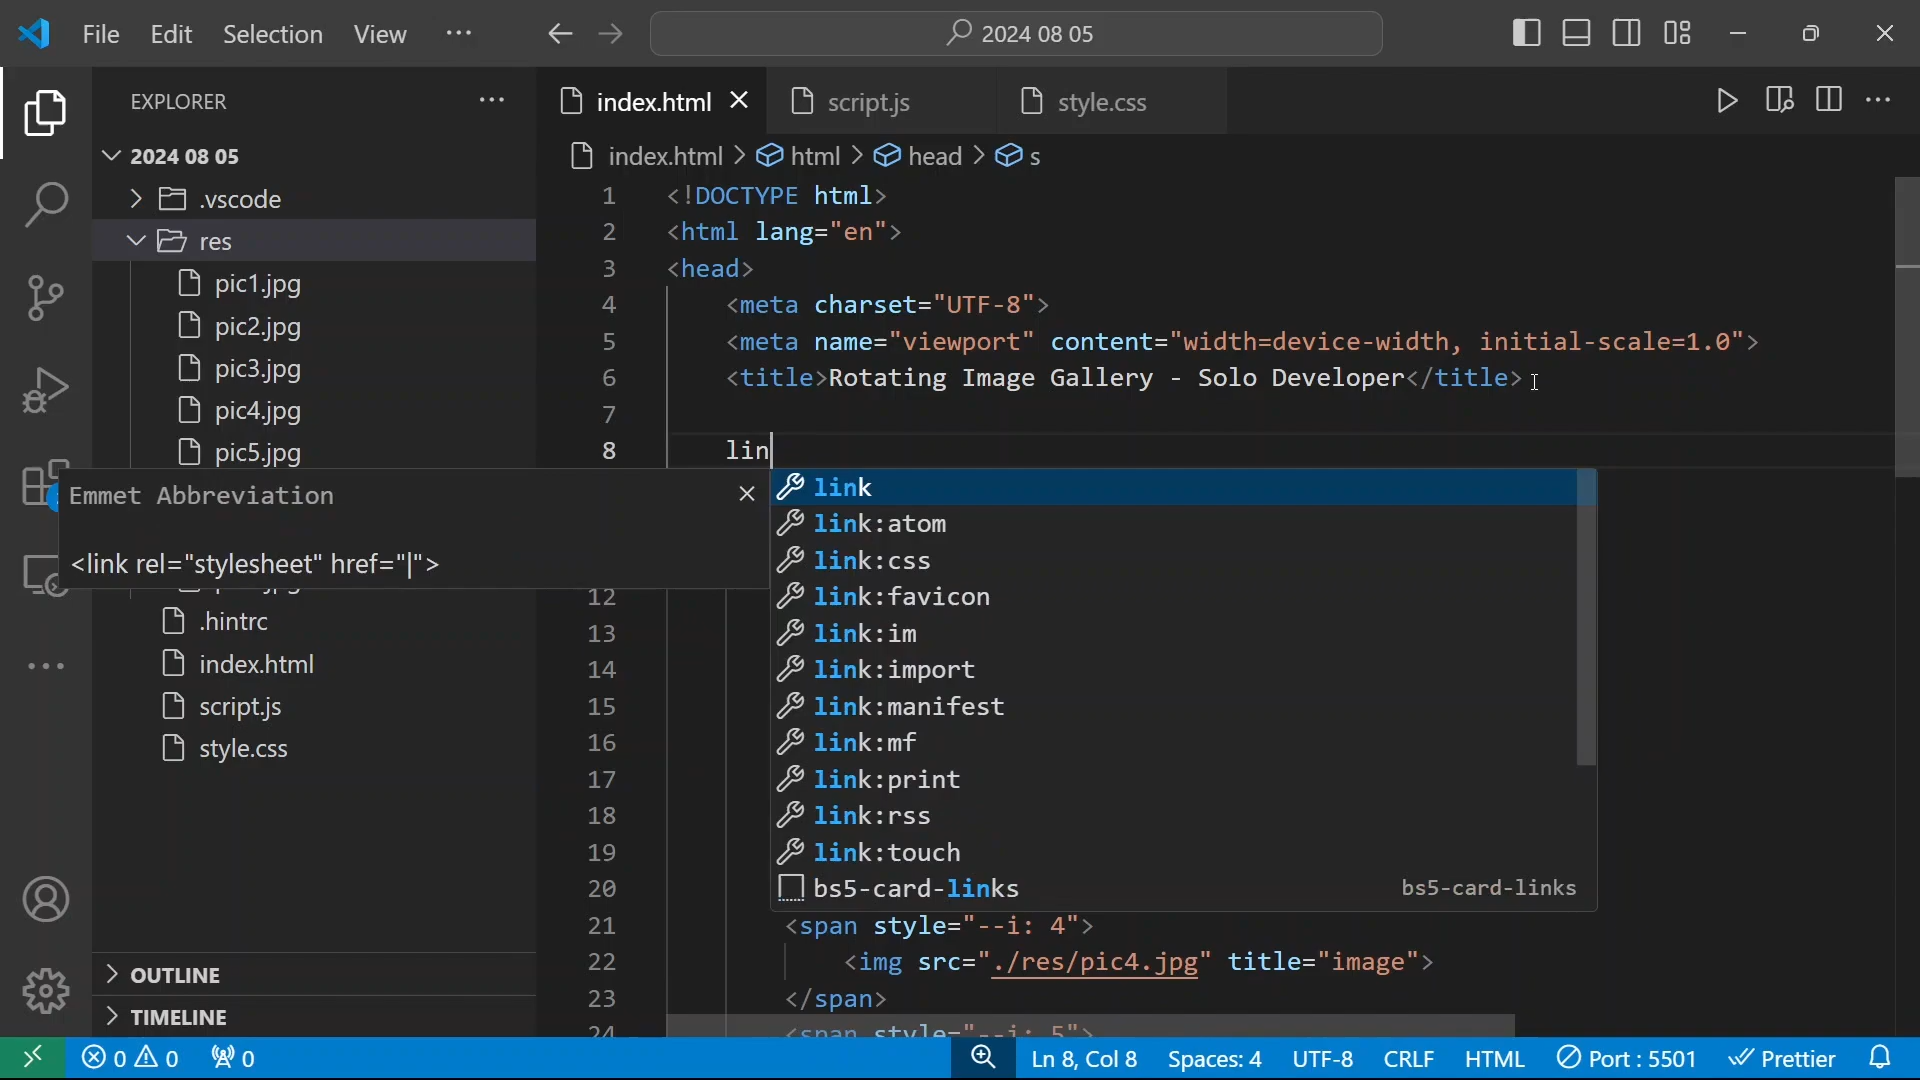 File Edit Selection View ··· 2024 08 05
EXPLORER ···
2024 08 05
.vscode
res
pic1.jpg
pic2.jpg
pic3.jpg
pic4.jpg
pic5.jpg
.hintrc
index.html
script.js
style.css
OUTLINE
TIMELINE
index.html script.js style.css
index.html > html > head > s
1 <!DOCTYPE html>
2 <html lang="en">
3 <head>
4 <meta charset="UTF-8">
5 <meta name="viewport" content="width=device-width, initial-scale=1.0">
6 <title>Rotating Image Gallery - Solo Developer</title>
7
8 lin
Emmet Abbreviation
<link rel="stylesheet" href="|">
link
link:atom
link:css
link:favicon
link:im
link:import
link:manifest
link:mf
link:print
link:rss
link:touch
bs5-card-links bs5-card-links
12
13
14
15
16
17
18
19
20
21 <span style="--i: 4">
22 <img src="./res/pic4.jpg" title="image">
23 </span>
24 <span style="--i: 5">
0 0 0 Ln 8, Col 8 Spaces: 4 UTF-8 CRLF HTML Port : 5501 Prettier